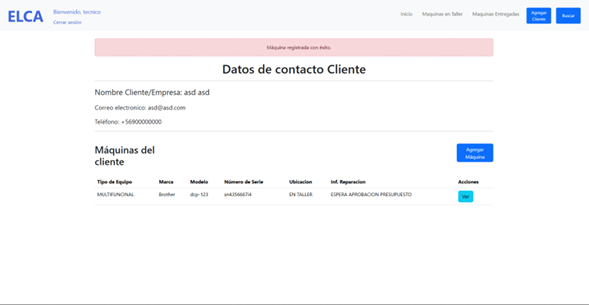 ELCA
Bienvenido, tecnico
Cerrar sesión
Inicio
Maquinas en Taller
Maquinas Entregadas
Agregar
Cliente
Buscar
Máquina registrada con éxito.
Datos de contacto Cliente
Nombre Cliente/Empresa: asd asd
Correo electronico: asd@asd.com
Teléfono: +56900000000
Máquinas del
cliente
Agregar
Máquina
Tipo de Equipo Marca Modelo Número de Serie Ubicacion Inf. Reparacion Acciones
MULTIFUNCINAL Brother dcp-123 EN TALLER ESPERA APROBACION PRESUPUESTO Ver